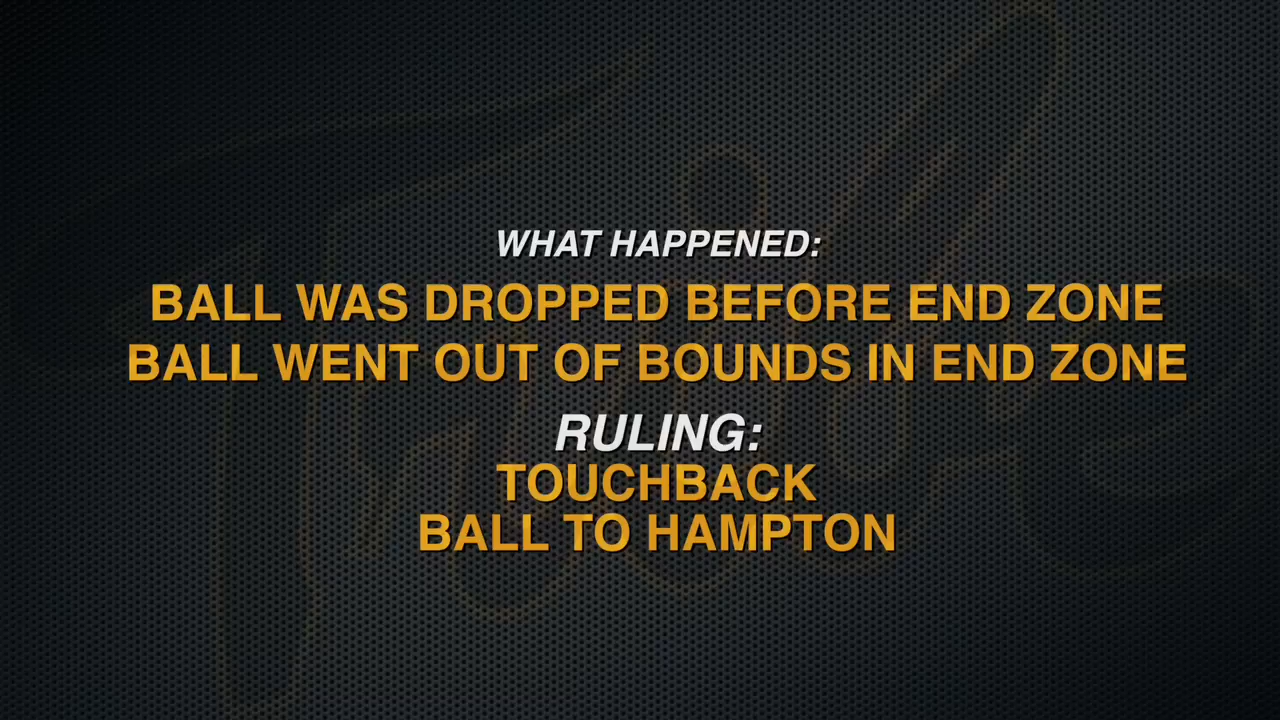 WHAT HAPPENED:
BALL WAS DROPPED BEFORE END ZONE
BALL WENT OUT OF BOUNDS IN END ZONE
RULING:
TOUCHBACK
BALL TO HAMPTON